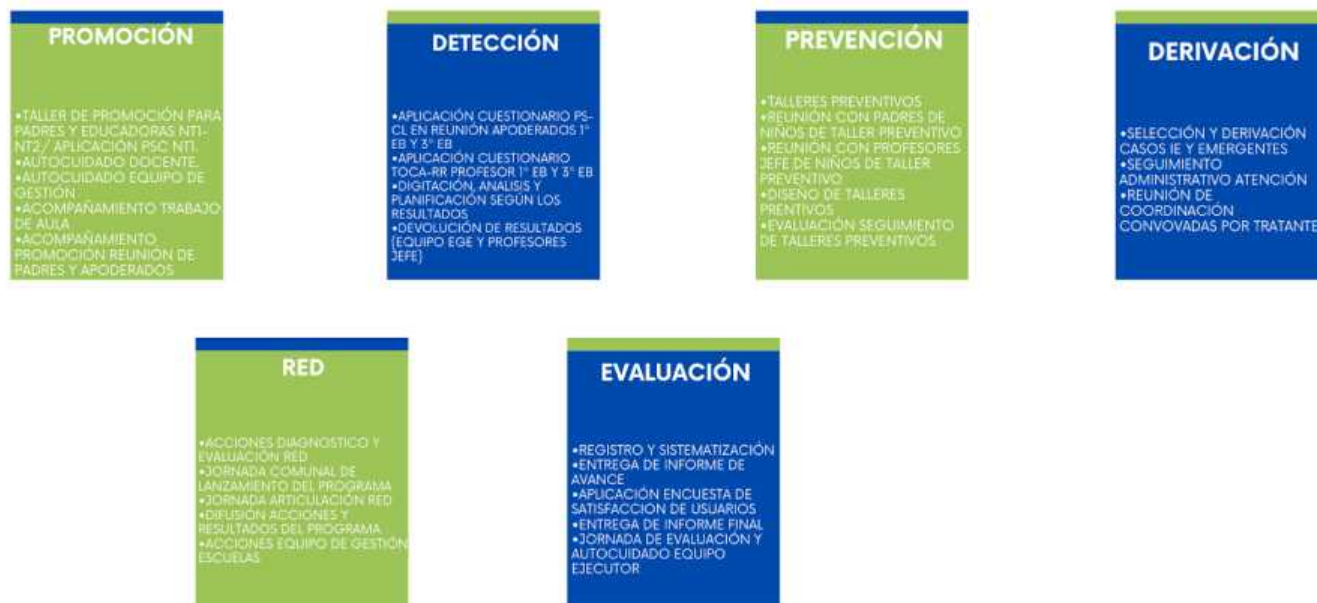 PROMOCIÓN
•TALLER DE PROMOCIÓN PARA
PADRES Y EDUCADORAS NT1-
NT2/ APLICACIÓN PSC NT1.
•AUTOCUIDADO DOCENTE.
•AUTOCUIDADO EQUIPO DE
GESTIÓN
•ACOMPAÑAMIENTO TRABAJO
DE AULA
•ACOMPAÑAMIENTO
PROMOCIÓN REUNIÓN DE
PADRES Y APODERADOS
DETECCIÓN
•APLICACIÓN CUESTIONARIO PS-
CL EN REUNIÓN APODERADOS 1°
EB Y 3° EB
•APLICACIÓN CUESTIONARIO
TOCA-RR PROFESOR 1° EB Y 3° EB
•DIGITACIÓN, ANALISIS Y
PLANIFICACIÓN SEGÚN LOS
RESULTADOS
•DEVOLUCIÓN DE RESULTADOS
(EQUIPO EGE Y PROFESORES
JEFE)
PREVENCIÓN
•TALLERES PREVENTIVOS
•REUNIÓN CON PADRES DE
NIÑOS DE TALLER PREVENTIVO
•REUNIÓN CON PROFESORES
JEFE DE NIÑOS DE TALLER
PREVENTIVO
•DISEÑO DE TALLERES
PRENTIVOS
•EVALUACIÓN SEGUIMIENTO
DE TALLERES PREVENTIVOS
DERIVACIÓN
•SELECCIÓN Y DERIVACIÓN
CASOS IE Y EMERGENTES
•SEGUIMIENTO
ADMINISTRATIVO ATENCIÓN
•REUNIÓN DE
COORDINACIÓN
CONVOVADAS POR TRATANTE
RED
•ACCIONES DIAGNOSTICO Y
EVALUACIÓN RED
•JORNADA COMUNAL DE
LANZAMIENTO DEL PROGRAMA
•JORNADA ARTICULACIÓN RED
•DIFUSIÓN ACCIONES Y
RESULTADOS DEL PROGRAMA
•ACCIONES EQUIPO DE GESTIÓN
ESCUELAS
EVALUACIÓN
•REGISTRO Y SISTEMATIZACIÓN
•ENTREGA DE INFORME DE
AVANCE
•APLICACIÓN ENCUESTA DE
SATISFACCION DE USUARIOS
•ENTREGA DE INFORME FINAL
•JORNADA DE EVALUACIÓN Y
AUTOCUIDADO EQUIPO
EJECUTOR